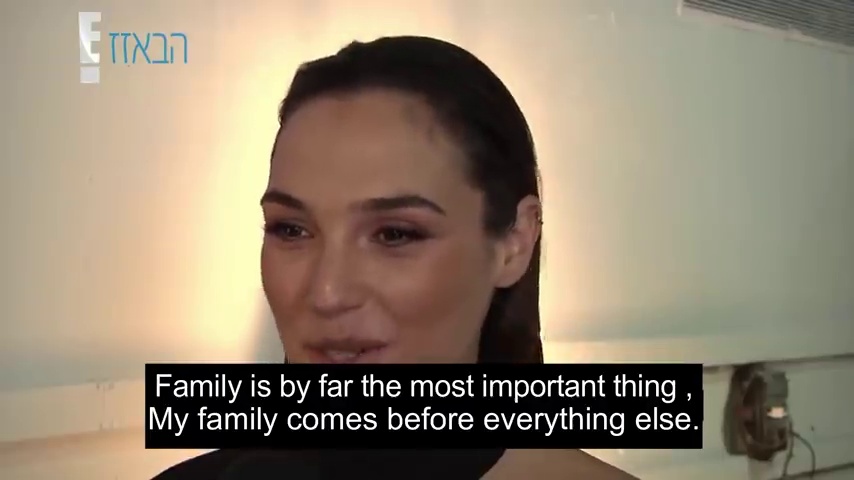 E!
הבאזז
Family is by far the most important thing ,
My family comes before everything else.